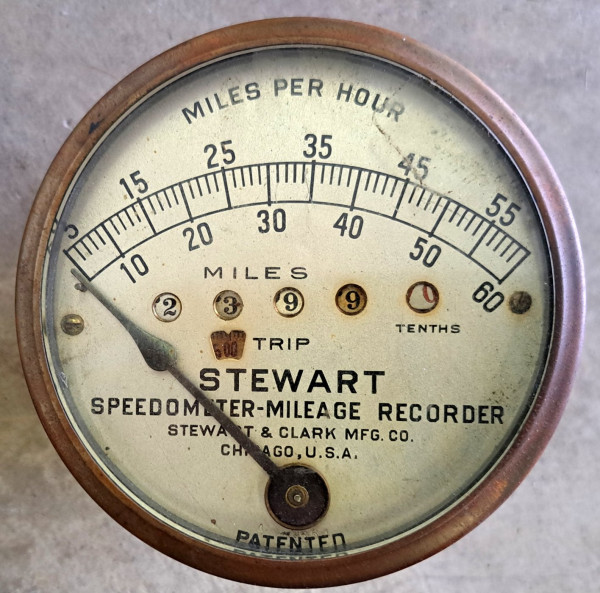 MILES PER HOUR
5 15 25 35 45 55
10 20 30 40 50 60
MILES
2 3 9 9
TENTHS
TRIP
STEWART
SPEEDOMETER-MILEAGE RECORDER
STEWART & CLARK MFG. CO.
CHICAGO, U.S.A.
PATENTED